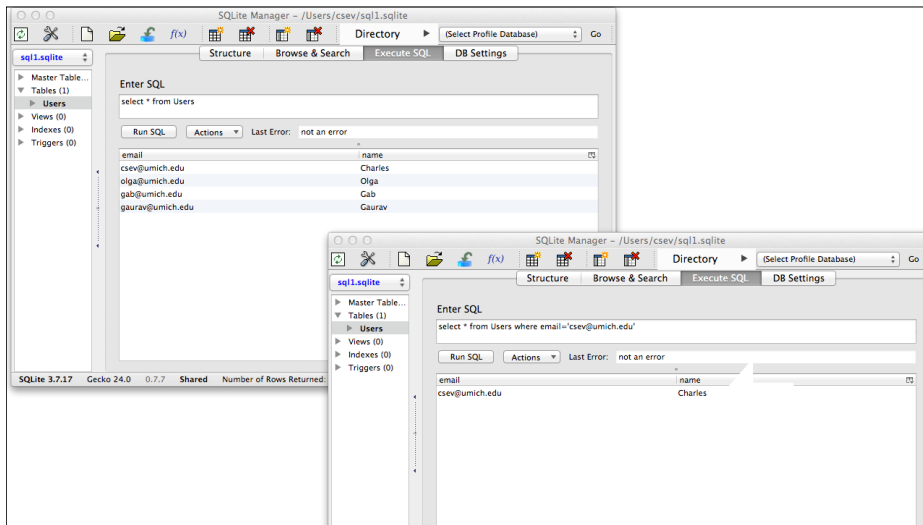 SQLite Manager - /Users/csev/sql1.sqlite
f(x) Directory (Select Profile Database) Go
sql1.sqlite
Structure Browse & Search Execute SQL DB Settings
Master Table...
Tables (1)
Users
Views (0)
Indexes (0)
Triggers (0)
Enter SQL
select * from Users
Run SQL Actions Last Error: not an error
email name
csev@umich.edu Charles
olga@umich.edu Olga
gab@umich.edu Gab
gaurav@umich.edu Gaurav
SQLite 3.7.17 Gecko 24.0 0.7.7 Shared Number of Rows Returned:
SQLite Manager - /Users/csev/sql1.sqlite
f(x) Directory (Select Profile Database) Go
sql1.sqlite
Structure Browse & Search Execute SQL DB Settings
Master Table...
Tables (1)
Users
Views (0)
Indexes (0)
Triggers (0)
Enter SQL
select * from Users where email='csev@umich.edu'
Run SQL Actions Last Error: not an error
email name
csev@umich.edu Charles